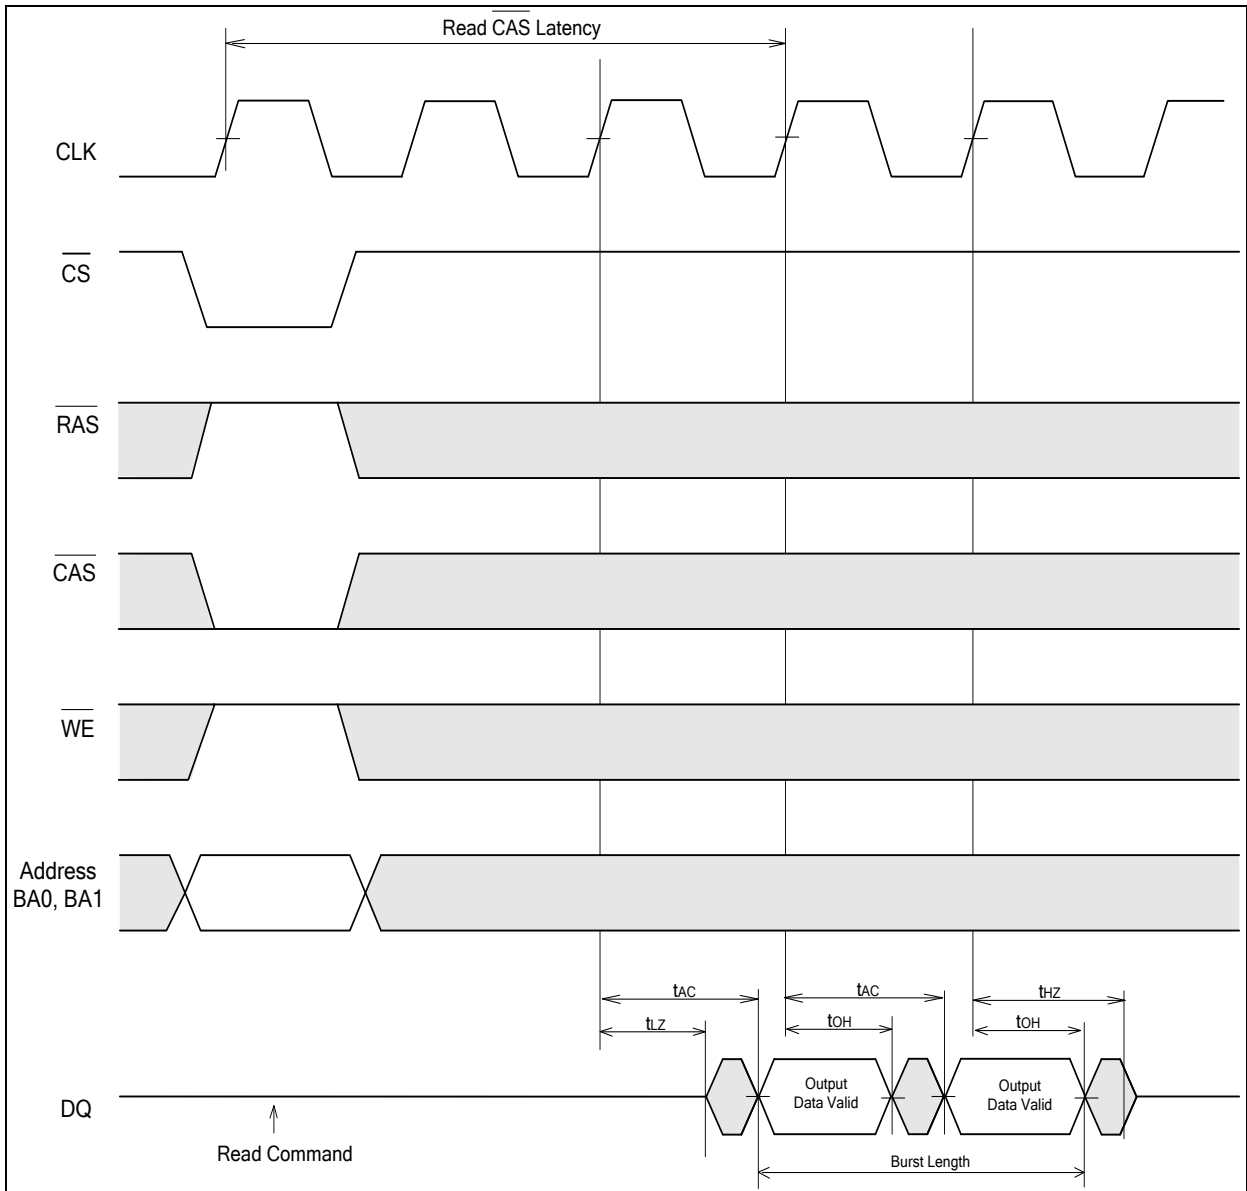 Read CAS Latency
CLK
CS
RAS
CAS
WE
Address
BA0, BA1
tAC
tAC
tHZ
tLZ
tOH
tOH
DQ
Output
Data Valid
Output
Data Valid
Read Command
Burst Length